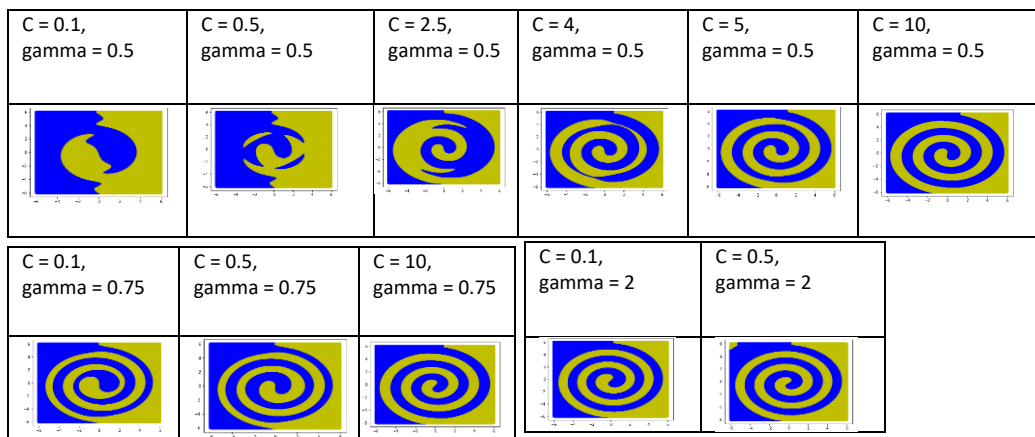 C = 0.1,
gamma = 0.5
C = 0.5,
gamma = 0.5
C = 2.5,
gamma = 0.5
C = 4,
gamma = 0.5
C = 5,
gamma = 0.5
C = 10,
gamma = 0.5
C = 0.1,
gamma = 0.75
C = 0.5,
gamma = 0.75
C = 10,
gamma = 0.75
C = 0.1,
gamma = 2
C = 0.5,
gamma = 2